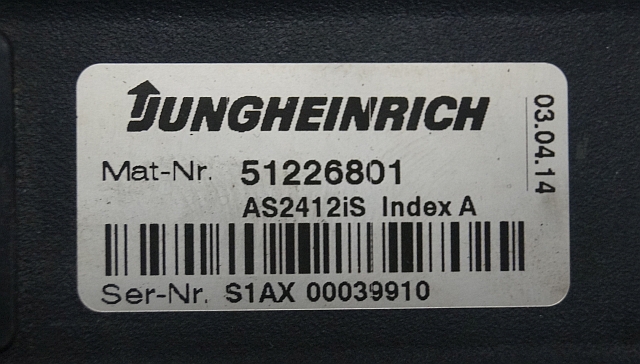 JUNGHEINRICH
Mat-Nr. 51226801
AS2412iS Index A
Ser-Nr. S1AX 00039910
03.04.14